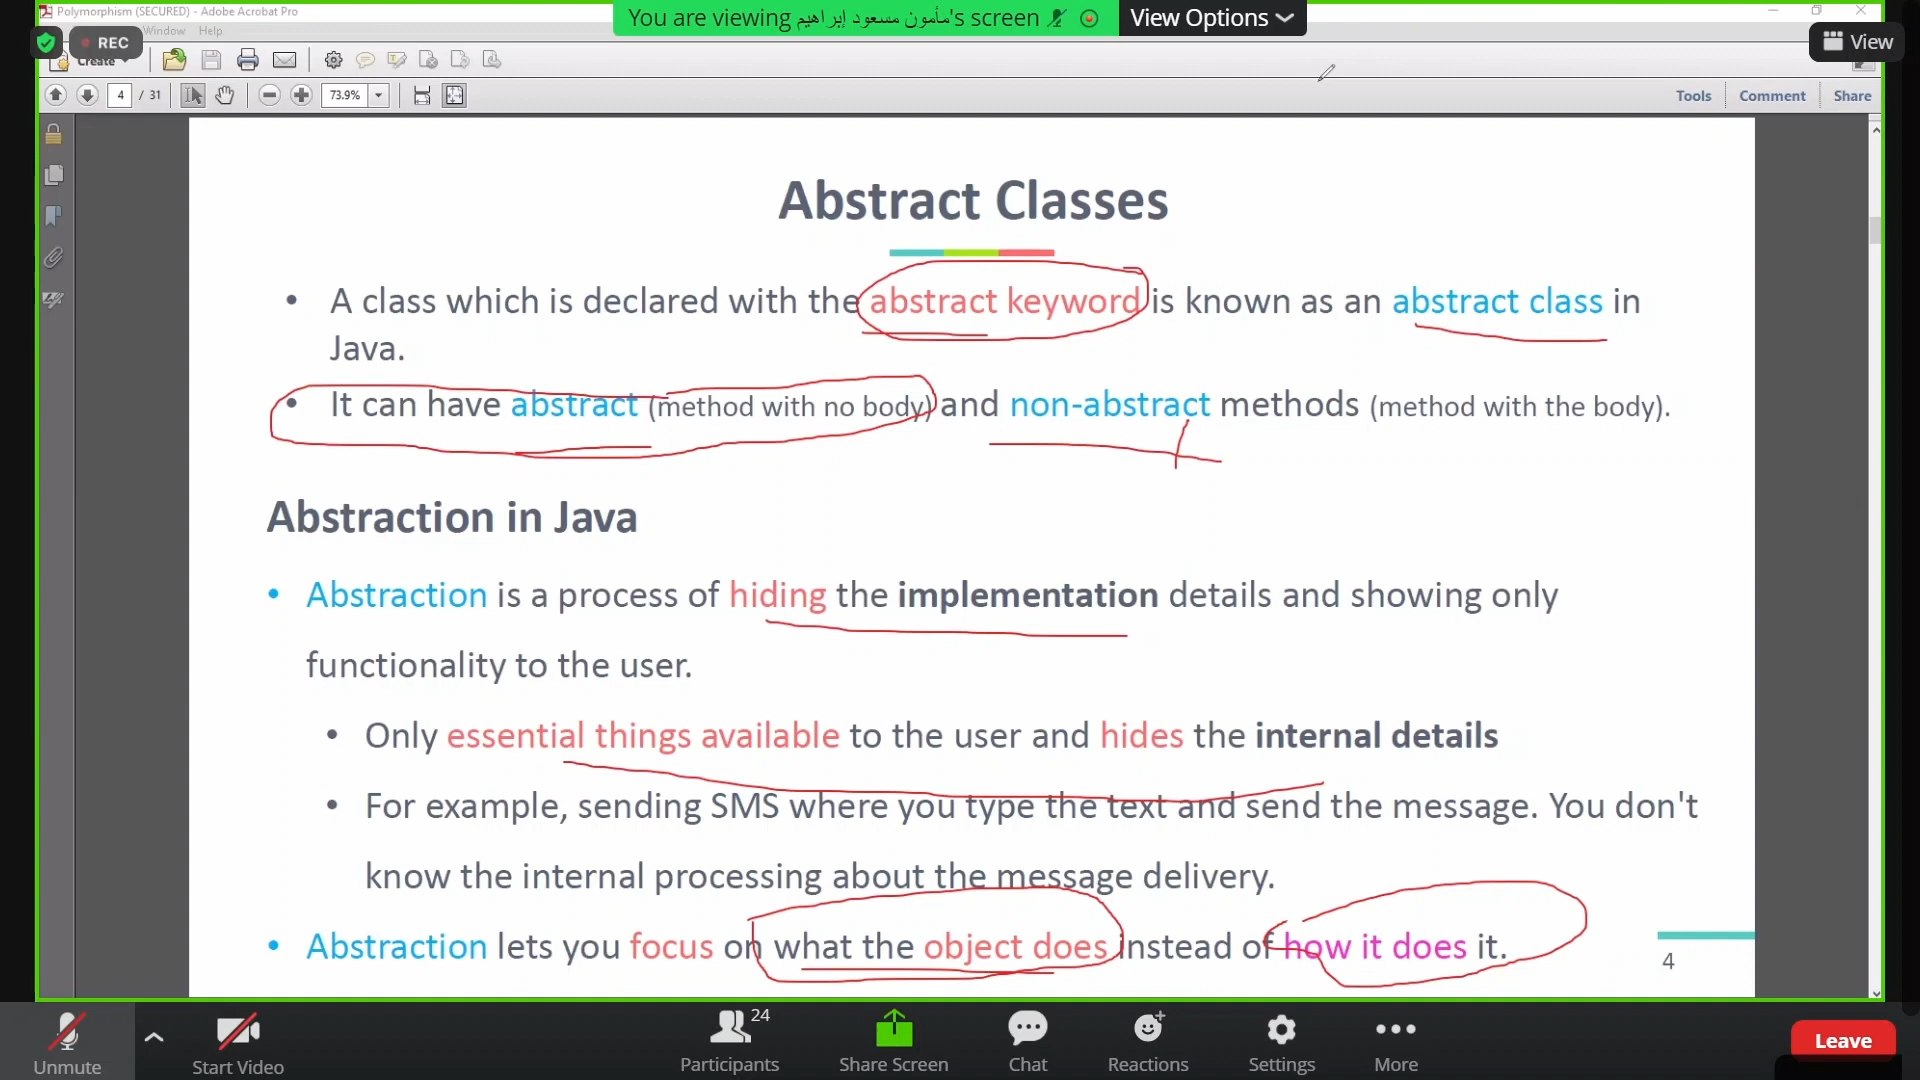 Polymorphism (SECURED) - Adobe Acrobat Pro
You are viewing مأمون مسعود إبراهيم's screen
View Options
REC
Window Help
View
Create
4 / 31
73.9%
Tools Comment Share
Abstract Classes
• A class which is declared with the abstract keyword is known as an abstract class in
Java.
• It can have abstract (method with no body) and non-abstract methods (method with the body).
Abstraction in Java
• Abstraction is a process of hiding the implementation details and showing only
functionality to the user.
• Only essential things available to the user and hides the internal details
• For example, sending SMS where you type the text and send the message. You don't
know the internal processing about the message delivery.
• Abstraction lets you focus on what the object does instead of how it does it.
4
Unmute
Start Video
24
Participants
Share Screen
Chat
Reactions
Settings
More
Leave